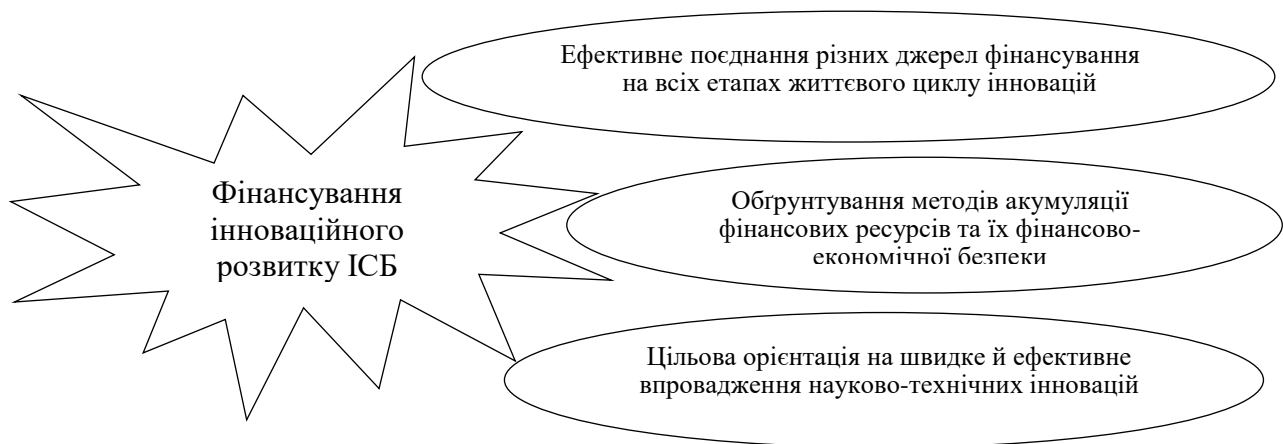 Ефективне поєднання різних джерел фінансування
на всіх етапах життєвого циклу інновацій
Фінансування
інноваційного
розвитку ІСБ
Обґрунтування методів акумуляції
фінансових ресурсів та їх фінансово-
економічної безпеки
Цільова орієнтація на швидке й ефективне
впровадження науково-технічних інновацій